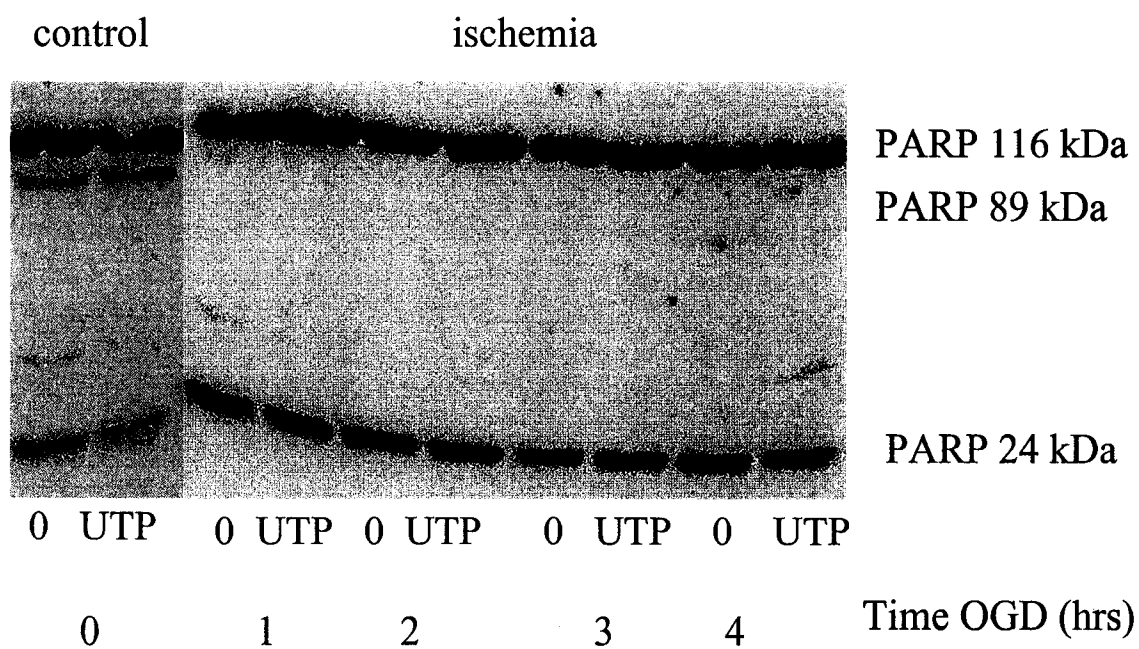 control ischemia
PARP 116 kDa
PARP 89 kDa
PARP 24 kDa
0 UTP 0 UTP 0 UTP 0 UTP 0 UTP
0 1 2 3 4 Time OGD (hrs)